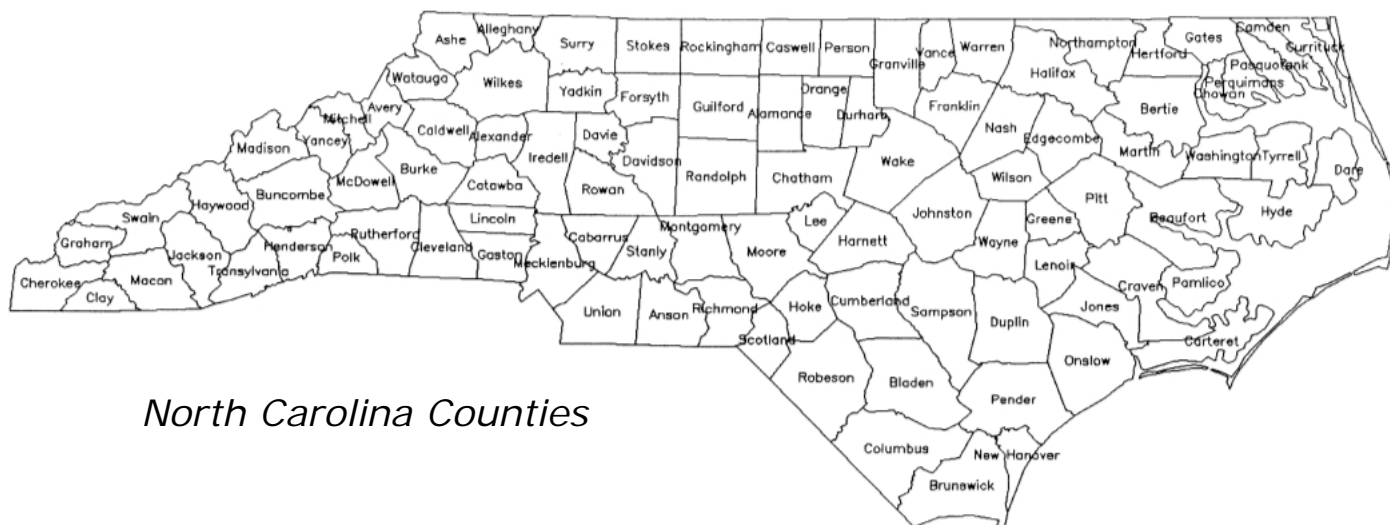 Alleghany
Ashe
Surry
Stokes
Rockingham
Caswell
Person
Granville
Vance
Warren
Northampton
Hertford
Gates
Camden
Currituck
Pasquotank
Perquimans
Chowan
Halifax
Bertie
Watauga
Wilkes
Yadkin
Forsyth
Guilford
Alamance
Orange
Durham
Franklin
Nash
Edgecombe
Martin
Washington
Tyrrell
Dare
Mitchell
Avery
Caldwell
Alexander
Iredell
Davie
Davidson
Randolph
Chatham
Wake
Wilson
Madison
Yancey
McDowell
Burke
Catawba
Rowan
Johnston
Greene
Pitt
Beaufort
Hyde
Swain
Haywood
Buncombe
Lincoln
Graham
Jackson
Henderson
Rutherford
Cleveland
Gaston
Mecklenburg
Cabarrus
Stanly
Montgomery
Moore
Lee
Harnett
Wayne
Lenoir
Craven
Pamlico
Cherokee
Clay
Macon
Transylvania
Polk
Union
Anson
Richmond
Scotland
Hoke
Cumberland
Sampson
Duplin
Jones
Carteret
Onslow
Robeson
Bladen
Pender
North Carolina Counties
Columbus
New Hanover
Brunswick